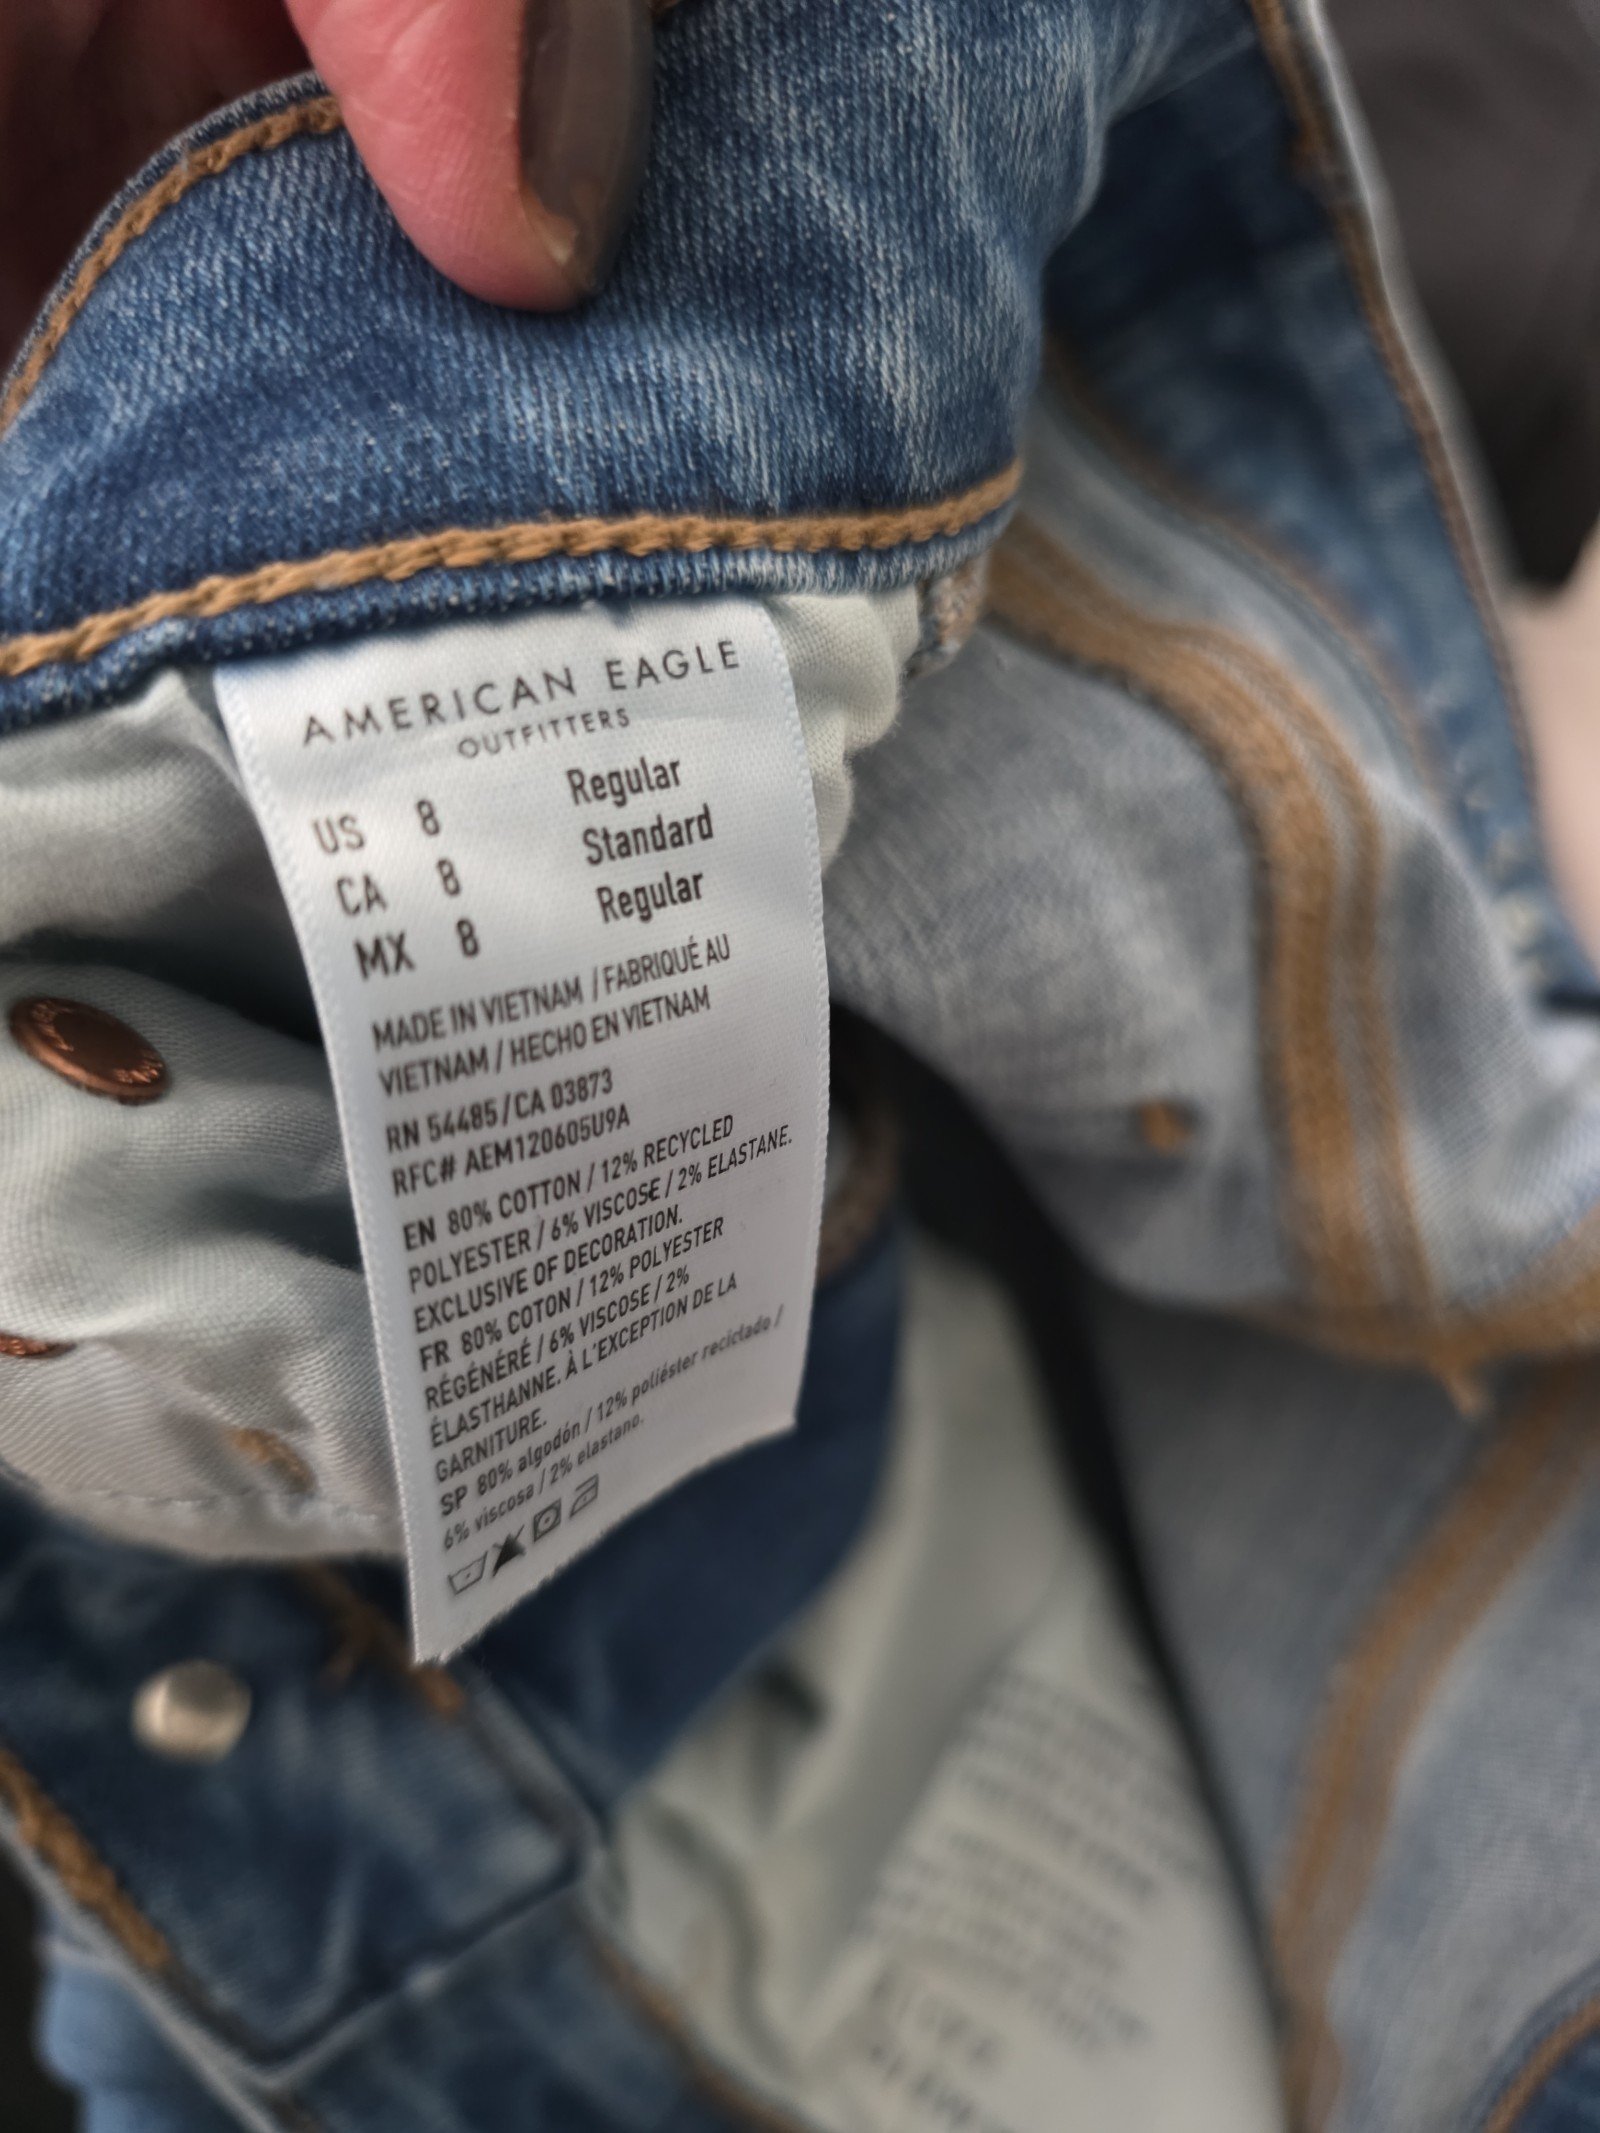 AMERICAN EAGLE
OUTFITTERS
US 8 Regular
CA 8 Standard
MX 8 Regular
MADE IN VIETNAM / FABRIQUÉ AU
VIETNAM / HECHO EN VIETNAM
RN 54485 / CA 03873
RFC# AEM120605U9A
EN 80% COTTON / 12% RECYCLED
POLYESTER / 6% VISCOSE / 2% ELASTANE.
EXCLUSIVE OF DECORATION.
FR 80% COTON / 12% POLYESTER
RÉGÉNÉRÉ / 6% VISCOSE / 2%
ÉLASTHANNE. À L'EXCEPTION DE LA
GARNITURE.
SP 80% algodón / 12% poliéster reciclado /
6% viscosa / 2% elastano.